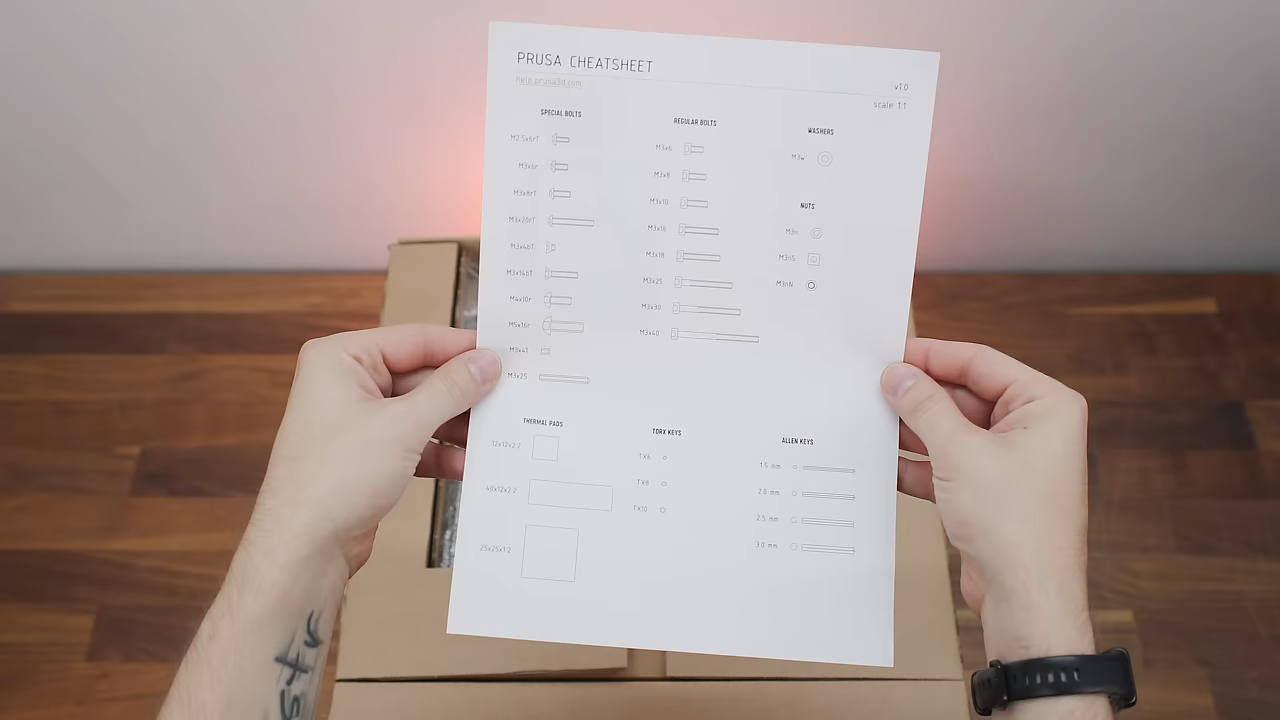 PRUSA CHEATSHEET
help.prusa3d.com
v1.0
scale 1:1
SPECIAL BOLTS
M2.5x6rT
M3x6r
M3x8rT
M3x20rT
M3x4bT
M3x14bT
M4x10r
M5x16r
M3x41
M3x25
REGULAR BOLTS
M3x6
M3x8
M3x10
M3x16
M3x18
M3x25
M3x30
M3x40
WASHERS
M3w
NUTS
M3n
M3nS
M3nN
THERMAL PADS
12x12x2.2
40x12x2.2
25x25x1.2
TORX KEYS
TX6
TX8
TX10
ALLEN KEYS
1.5 mm
2.0 mm
2.5 mm
3.0 mm
str